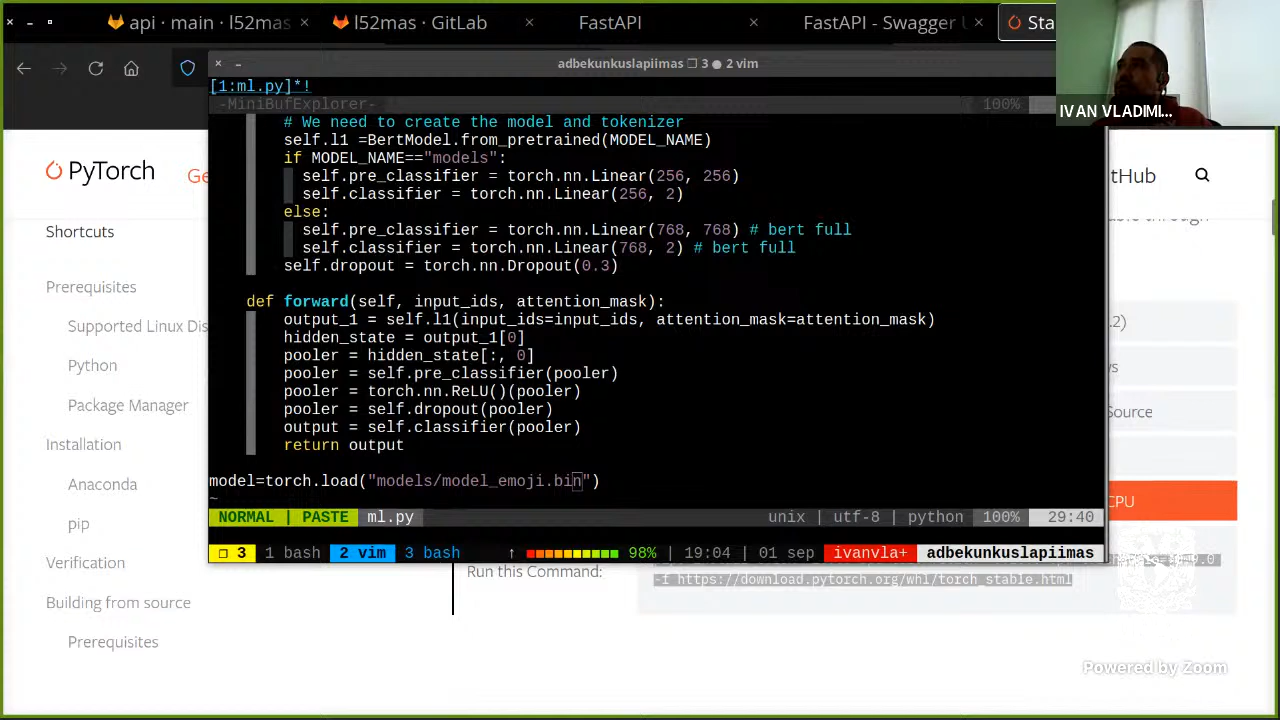 api · main · l52mas
l52mas · GitLab
FastAPI
FastAPI - Swagger
Sta
IVAN VLADIMI...
adbekunkuslapiimas ❐ 3 ● 2 vim
[1:ml.py]*!
-MiniBufExplorer- 100%
# We need to create the model and tokenizer
self.l1 =BertModel.from_pretrained(MODEL_NAME)
if MODEL_NAME=="models":
self.pre_classifier = torch.nn.Linear(256, 256)
self.classifier = torch.nn.Linear(256, 2)
else:
self.pre_classifier = torch.nn.Linear(768, 768) # bert full
self.classifier = torch.nn.Linear(768, 2) # bert full
self.dropout = torch.nn.Dropout(0.3)
def forward(self, input_ids, attention_mask):
output_1 = self.l1(input_ids=input_ids, attention_mask=attention_mask)
hidden_state = output_1[0]
pooler = hidden_state[:, 0]
pooler = self.pre_classifier(pooler)
pooler = torch.nn.ReLU()(pooler)
pooler = self.dropout(pooler)
output = self.classifier(pooler)
return output
model=torch.load("models/model_emoji.bin")
~
NORMAL | PASTE ml.py unix | utf-8 | python 100% 29:40
❐ 3 1 bash 2 vim 3 bash ↑ 98% | 19:04 | 01 sep ivanvla+ adbekunkuslapiimas
PyTorch
Ge
tHub
Shortcuts
Prerequisites
Supported Linux Dis
Python
Package Manager
Installation
Anaconda
pip
Verification
Building from source
Prerequisites
.2)
ws
Source
CPU
Run this Command:
-f https://download.pytorch.org/whl/torch_stable.html
Powered by Zoom